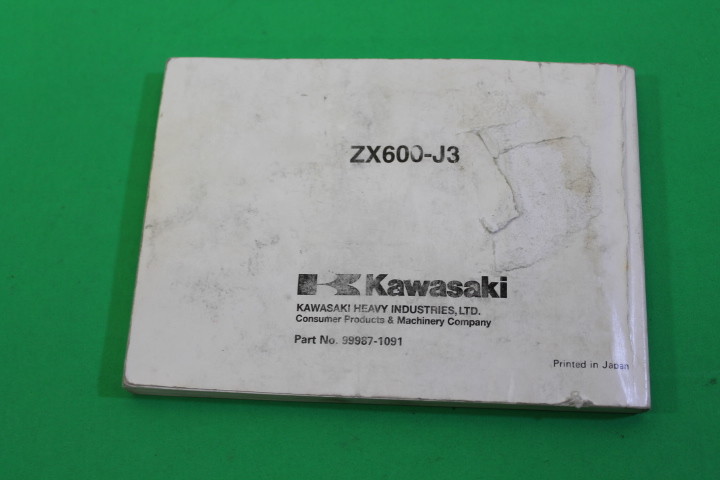 ZX600-J3
Kawasaki
KAWASAKI HEAVY INDUSTRIES, LTD.
Consumer Products & Machinery Company
Part No. 99987-1091
Printed in Japan